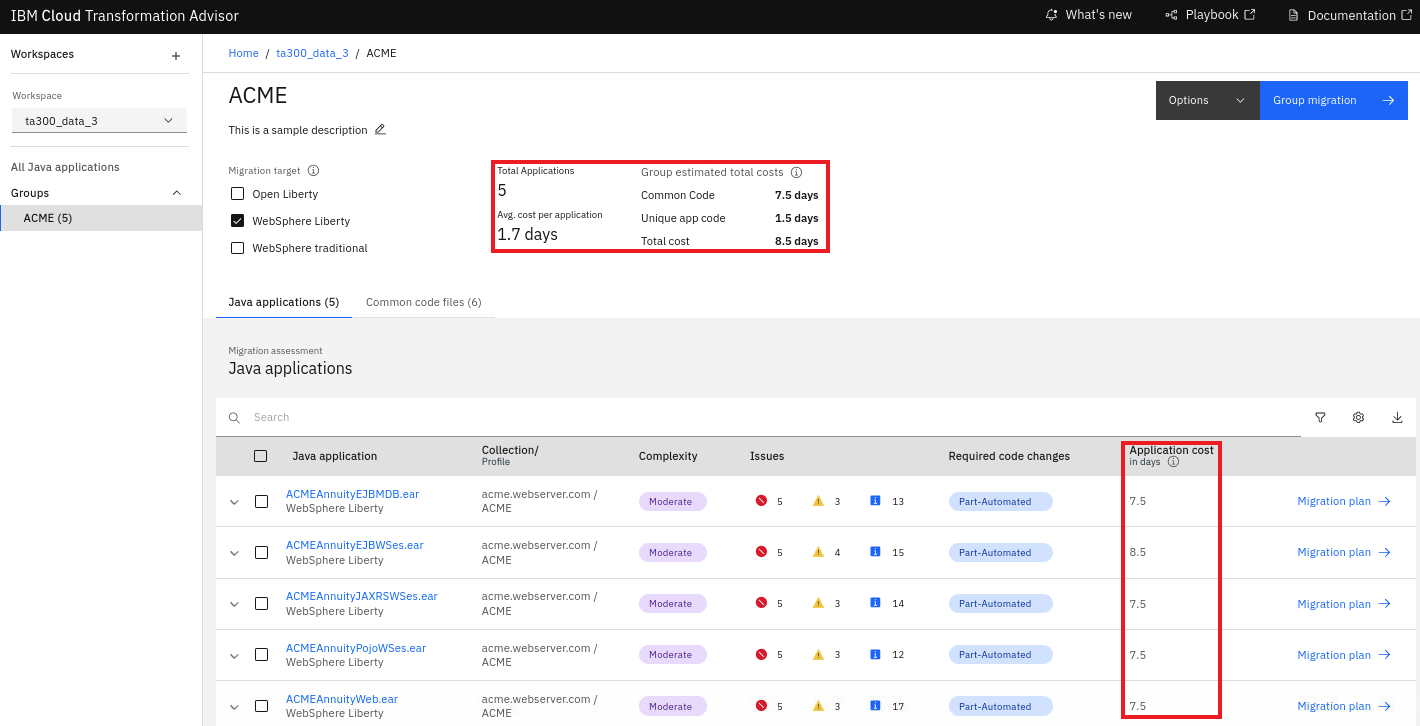 IBM Cloud Transformation Advisor
What's new
Playbook
Documentation
Workspaces
Workspace
ta300_data_3
All Java applications
Groups
ACME (5)
Home / ta300_data_3 / ACME
ACME
Options
Group migration
This is a sample description
Migration target
Open Liberty
WebSphere Liberty
WebSphere traditional
Total Applications
5
Avg. cost per application
1.7 days
Group estimated total costs
Common Code 7.5 days
Unique app code 1.5 days
Total cost 8.5 days
Java applications (5) Common code files (6)
Migration assessment
Java applications
Search
Java application Collection/ Complexity Issues Required code changes Application cost
Profile in days
ACMEAnnuityEJBMDB.ear acme.webserver.com / Moderate 5 3 13 Part-Automated 7.5 Migration plan
WebSphere Liberty ACME
ACMEAnnuityEJBWSes.ear acme.webserver.com / Moderate 5 4 15 Part-Automated 8.5 Migration plan
WebSphere Liberty ACME
ACMEAnnuityJAXRSWSes.ear acme.webserver.com / Moderate 5 3 14 Part-Automated 7.5 Migration plan
WebSphere Liberty ACME
ACMEAnnuityPojoWSes.ear acme.webserver.com / Moderate 5 3 12 Part-Automated 7.5 Migration plan
WebSphere Liberty ACME
ACMEAnnuityWeb.ear acme.webserver.com / Moderate 5 3 17 Part-Automated 7.5 Migration plan
WebSphere Liberty ACME